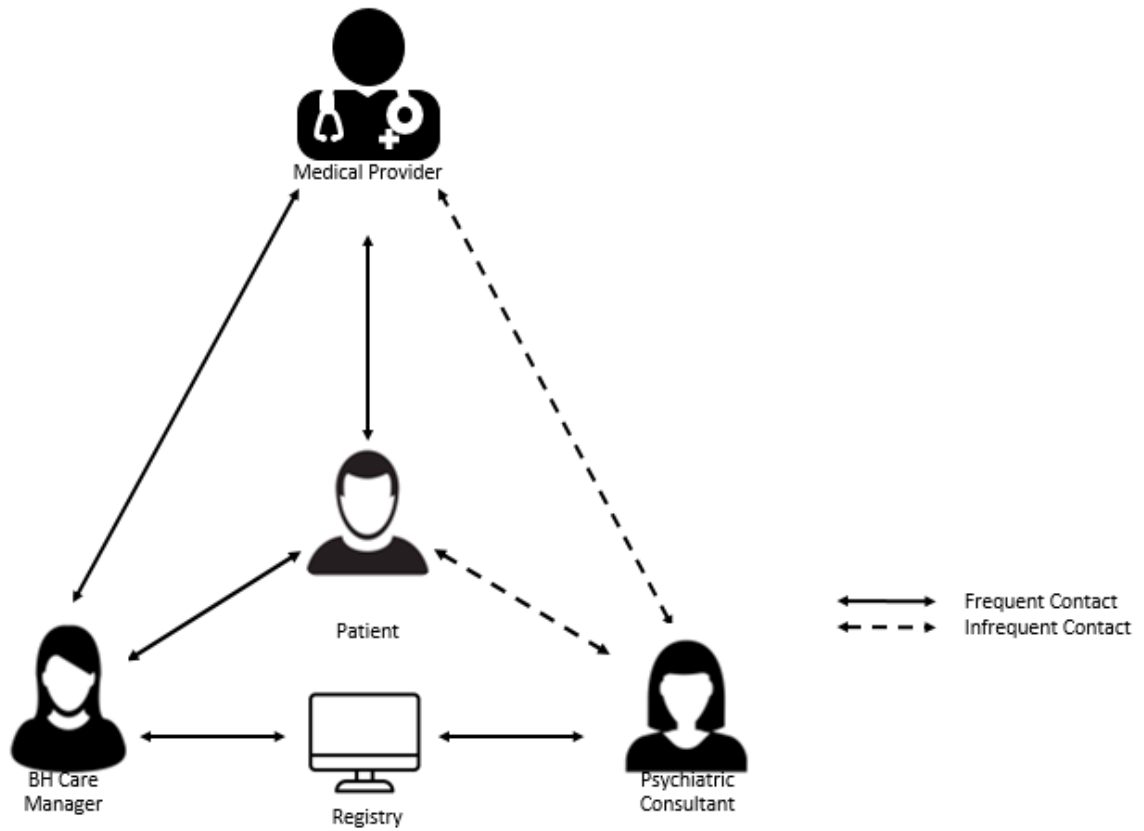 Medical Provider
Patient
Frequent Contact
Infrequent Contact
BH Care
Manager
Registry
Psychiatric
Consultant